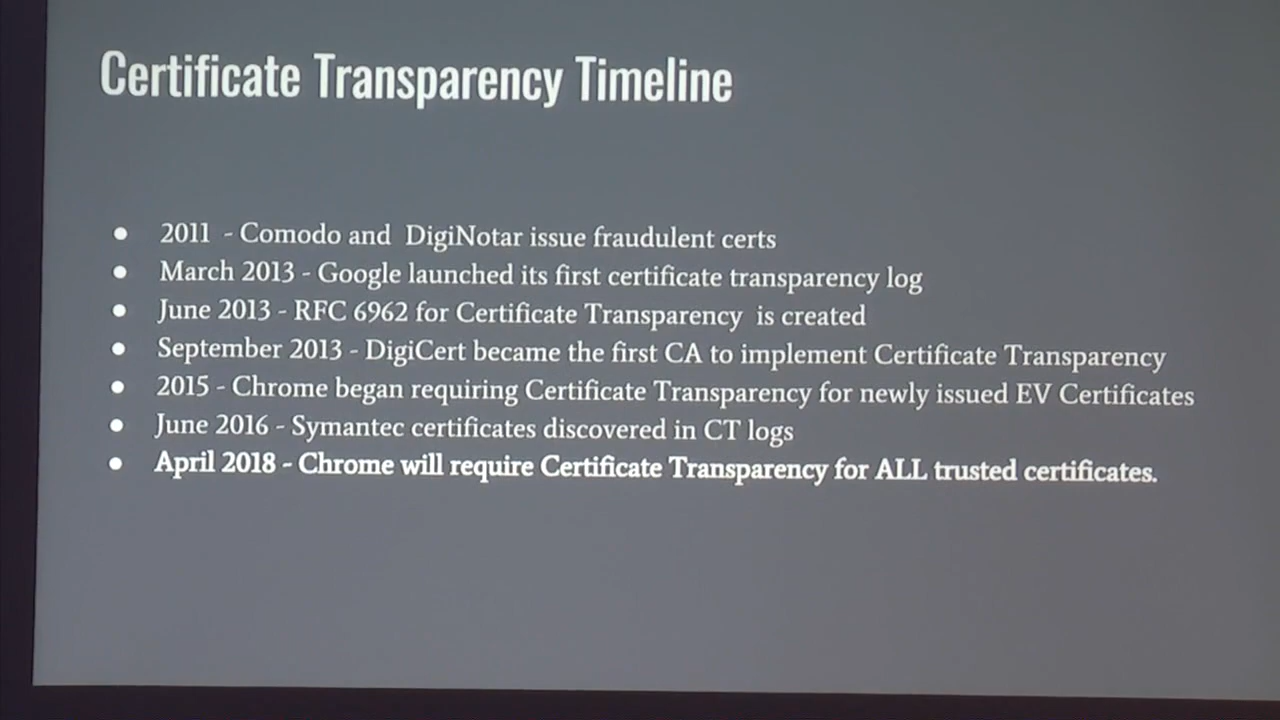 Certificate Transparency Timeline
● 2011 - Comodo and DigiNotar issue fraudulent certs
● March 2013 - Google launched its first certificate transparency log
● June 2013 - RFC 6962 for Certificate Transparency is created
● September 2013 - DigiCert became the first CA to implement Certificate Transparency
● 2015 - Chrome began requiring Certificate Transparency for newly issued EV Certificates
● June 2016 - Symantec certificates discovered in CT logs
● April 2018 - Chrome will require Certificate Transparency for ALL trusted certificates.